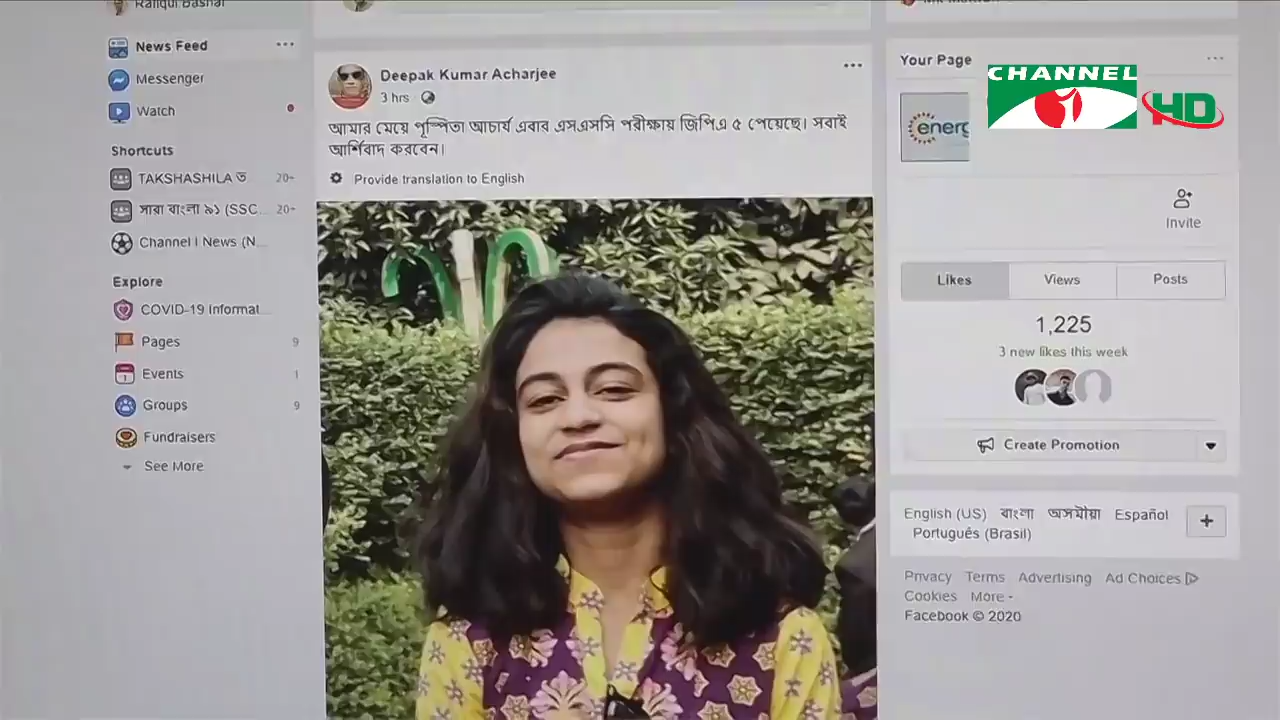 Rafiqul Bashar
News Feed
Messenger
Watch
Shortcuts
TAKSHASHILA ত 20+
সারা বাংলা ৯১ (SSC... 20+
Channel I News (N...
Explore
COVID-19 Informat...
Pages 9
Events 1
Groups 9
Fundraisers
See More
Deepak Kumar Acharjee
3 hrs
আমার মেয়ে পুষ্পিতা আচার্য এবার এসএসসি পরীক্ষায় জিপিএ ৫ পেয়েছে। সবাই
আর্শিবাদ করবেন।
Provide translation to English
Your Page
CHANNEL
HD
energ
Invite
Likes Views Posts
1,225
3 new likes this week
Create Promotion
English (US) বাংলা অসমীয়া Español
Português (Brasil)
Privacy Terms Advertising Ad Choices
Cookies More
Facebook © 2020